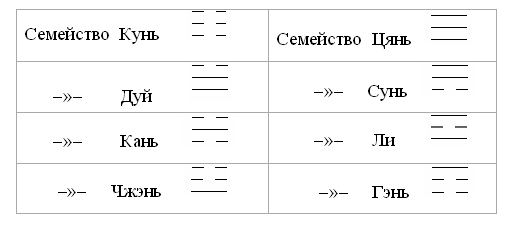 Семейство Кунь ☷
Семейство Цянь ☰
–»– Дуй ☱
–»– Сунь ☴
–»– Кань ☵
–»– Ли ☲
–»– Чжэнь ☳
–»– Гэнь ☶